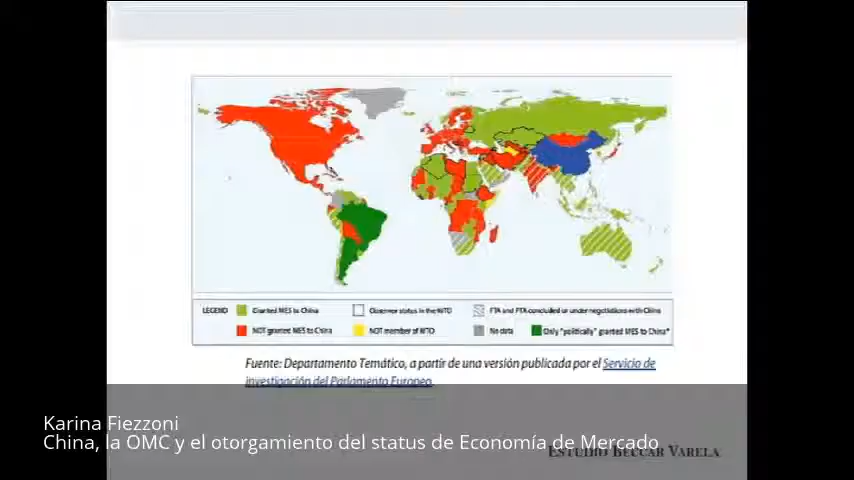 LEGEND
Granted MES to China
Observer status in the WTO
FTA and PTA concluded or under negotiations with China
NOT granted MES to China
NOT member of WTO
No data
Only "politically" granted MES to China*
Fuente: Departamento Temático, a partir de una versión publicada por el Servicio de
investigación del Parlamento Europeo.
Karina Fiezzoni
China, la OMC y el otorgamiento del status de Economía de Mercado
ESTUDIO BECCAR VARELA